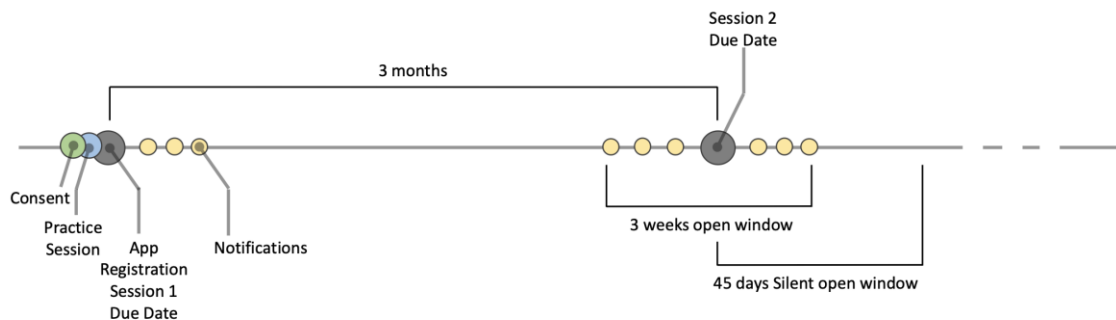 Session 2
Due Date
3 months
Consent
Practice
Session
App
Registration
Session 1
Due Date
Notifications
3 weeks open window
45 days Silent open window